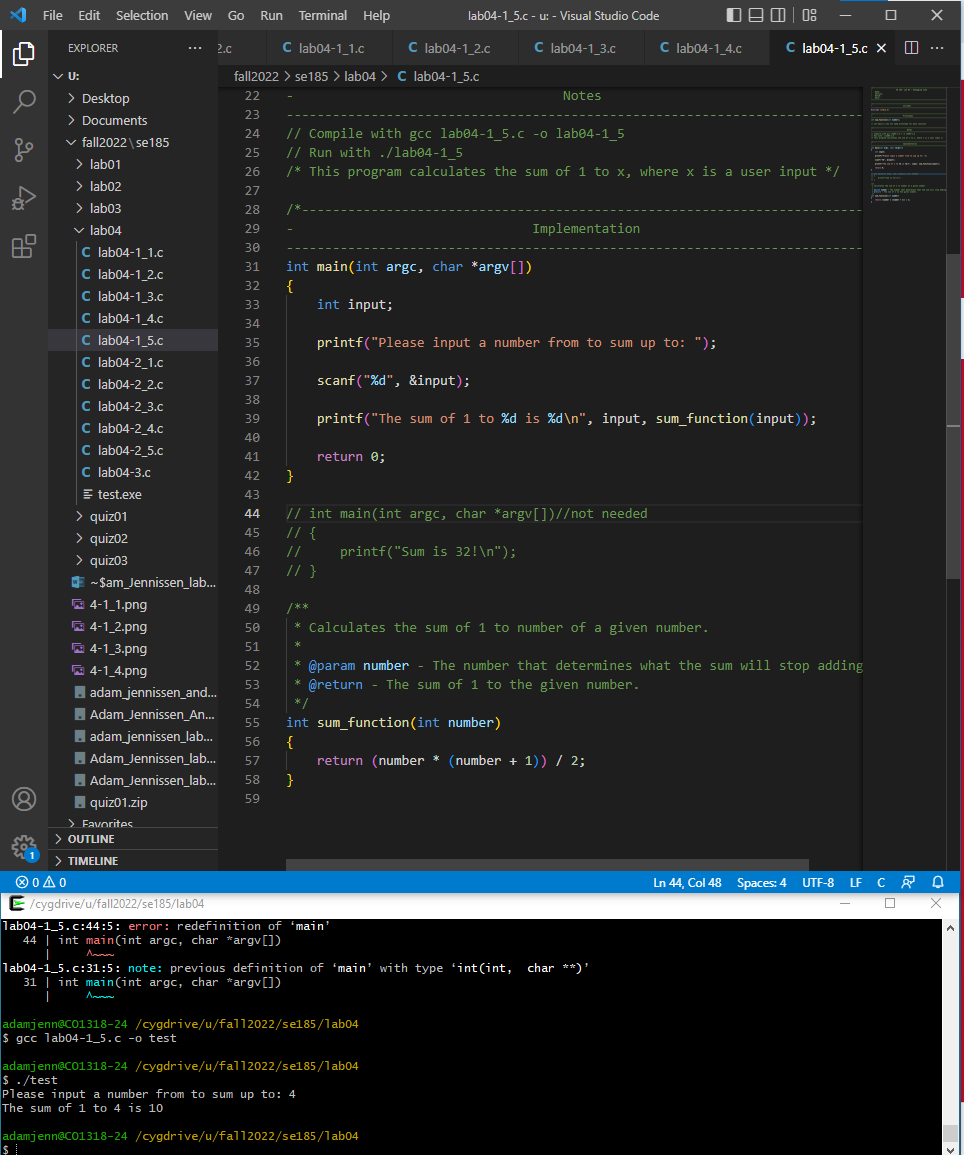 File Edit Selection View Go Run Terminal Help lab04-1_5.c - u: - Visual Studio Code
EXPLORER ···
2.c lab04-1_1.c lab04-1_2.c lab04-1_3.c lab04-1_4.c lab04-1_5.c
fall2022 > se185 > lab04 > C lab04-1_5.c
U:
Desktop
Documents
fall2022 \ se185
lab01
lab02
lab03
lab04
C lab04-1_1.c
C lab04-1_2.c
C lab04-1_3.c
C lab04-1_4.c
C lab04-1_5.c
C lab04-2_1.c
C lab04-2_2.c
C lab04-2_3.c
C lab04-2_4.c
C lab04-2_5.c
C lab04-3.c
test.exe
quiz01
quiz02
quiz03
~$am_Jennissen_lab...
4-1_1.png
4-1_2.png
4-1_3.png
4-1_4.png
adam_jennissen_and...
Adam_Jennissen_An...
adam_jennissen_lab...
Adam_Jennissen_lab...
Adam_Jennissen_lab...
quiz01.zip
Favorites
OUTLINE
TIMELINE
22 - Notes
23 --------------------------------------------------------------------------
24 // Compile with gcc lab04-1_5.c -o lab04-1_5
25 // Run with ./lab04-1_5
26 /* This program calculates the sum of 1 to x, where x is a user input */
27
28 /*------------------------------------------------------------------------
29 - Implementation
30 --------------------------------------------------------------------------
31 int main(int argc, char *argv[])
32 {
33 int input;
34
35 printf("Please input a number from to sum up to: ");
36
37 scanf("%d", &input);
38
39 printf("The sum of 1 to %d is %d\n", input, sum_function(input));
40
41 return 0;
42 }
43
44 // int main(int argc, char *argv[])//not needed
45 // {
46 // printf("Sum is 32!\n");
47 // }
48
49 /**
50 * Calculates the sum of 1 to number of a given number.
51 *
52 * @param number - The number that determines what the sum will stop adding
53 * @return - The sum of 1 to the given number.
54 */
55 int sum_function(int number)
56 {
57 return (number * (number + 1)) / 2;
58 }
59
1
0 0 Ln 44, Col 48 Spaces: 4 UTF-8 LF C
/cygdrive/u/fall2022/se185/lab04
lab04-1_5.c:44:5: error: redefinition of ‘main’
44 | int main(int argc, char *argv[])
| ^~~~
lab04-1_5.c:31:5: note: previous definition of ‘main’ with type ‘int(int,  char **)’
31 | int main(int argc, char *argv[])
| ^~~~
adamjenn@CO1318-24 /cygdrive/u/fall2022/se185/lab04
$ gcc lab04-1_5.c -o test
adamjenn@CO1318-24 /cygdrive/u/fall2022/se185/lab04
$ ./test
Please input a number from to sum up to: 4
The sum of 1 to 4 is 10
adamjenn@CO1318-24 /cygdrive/u/fall2022/se185/lab04
$